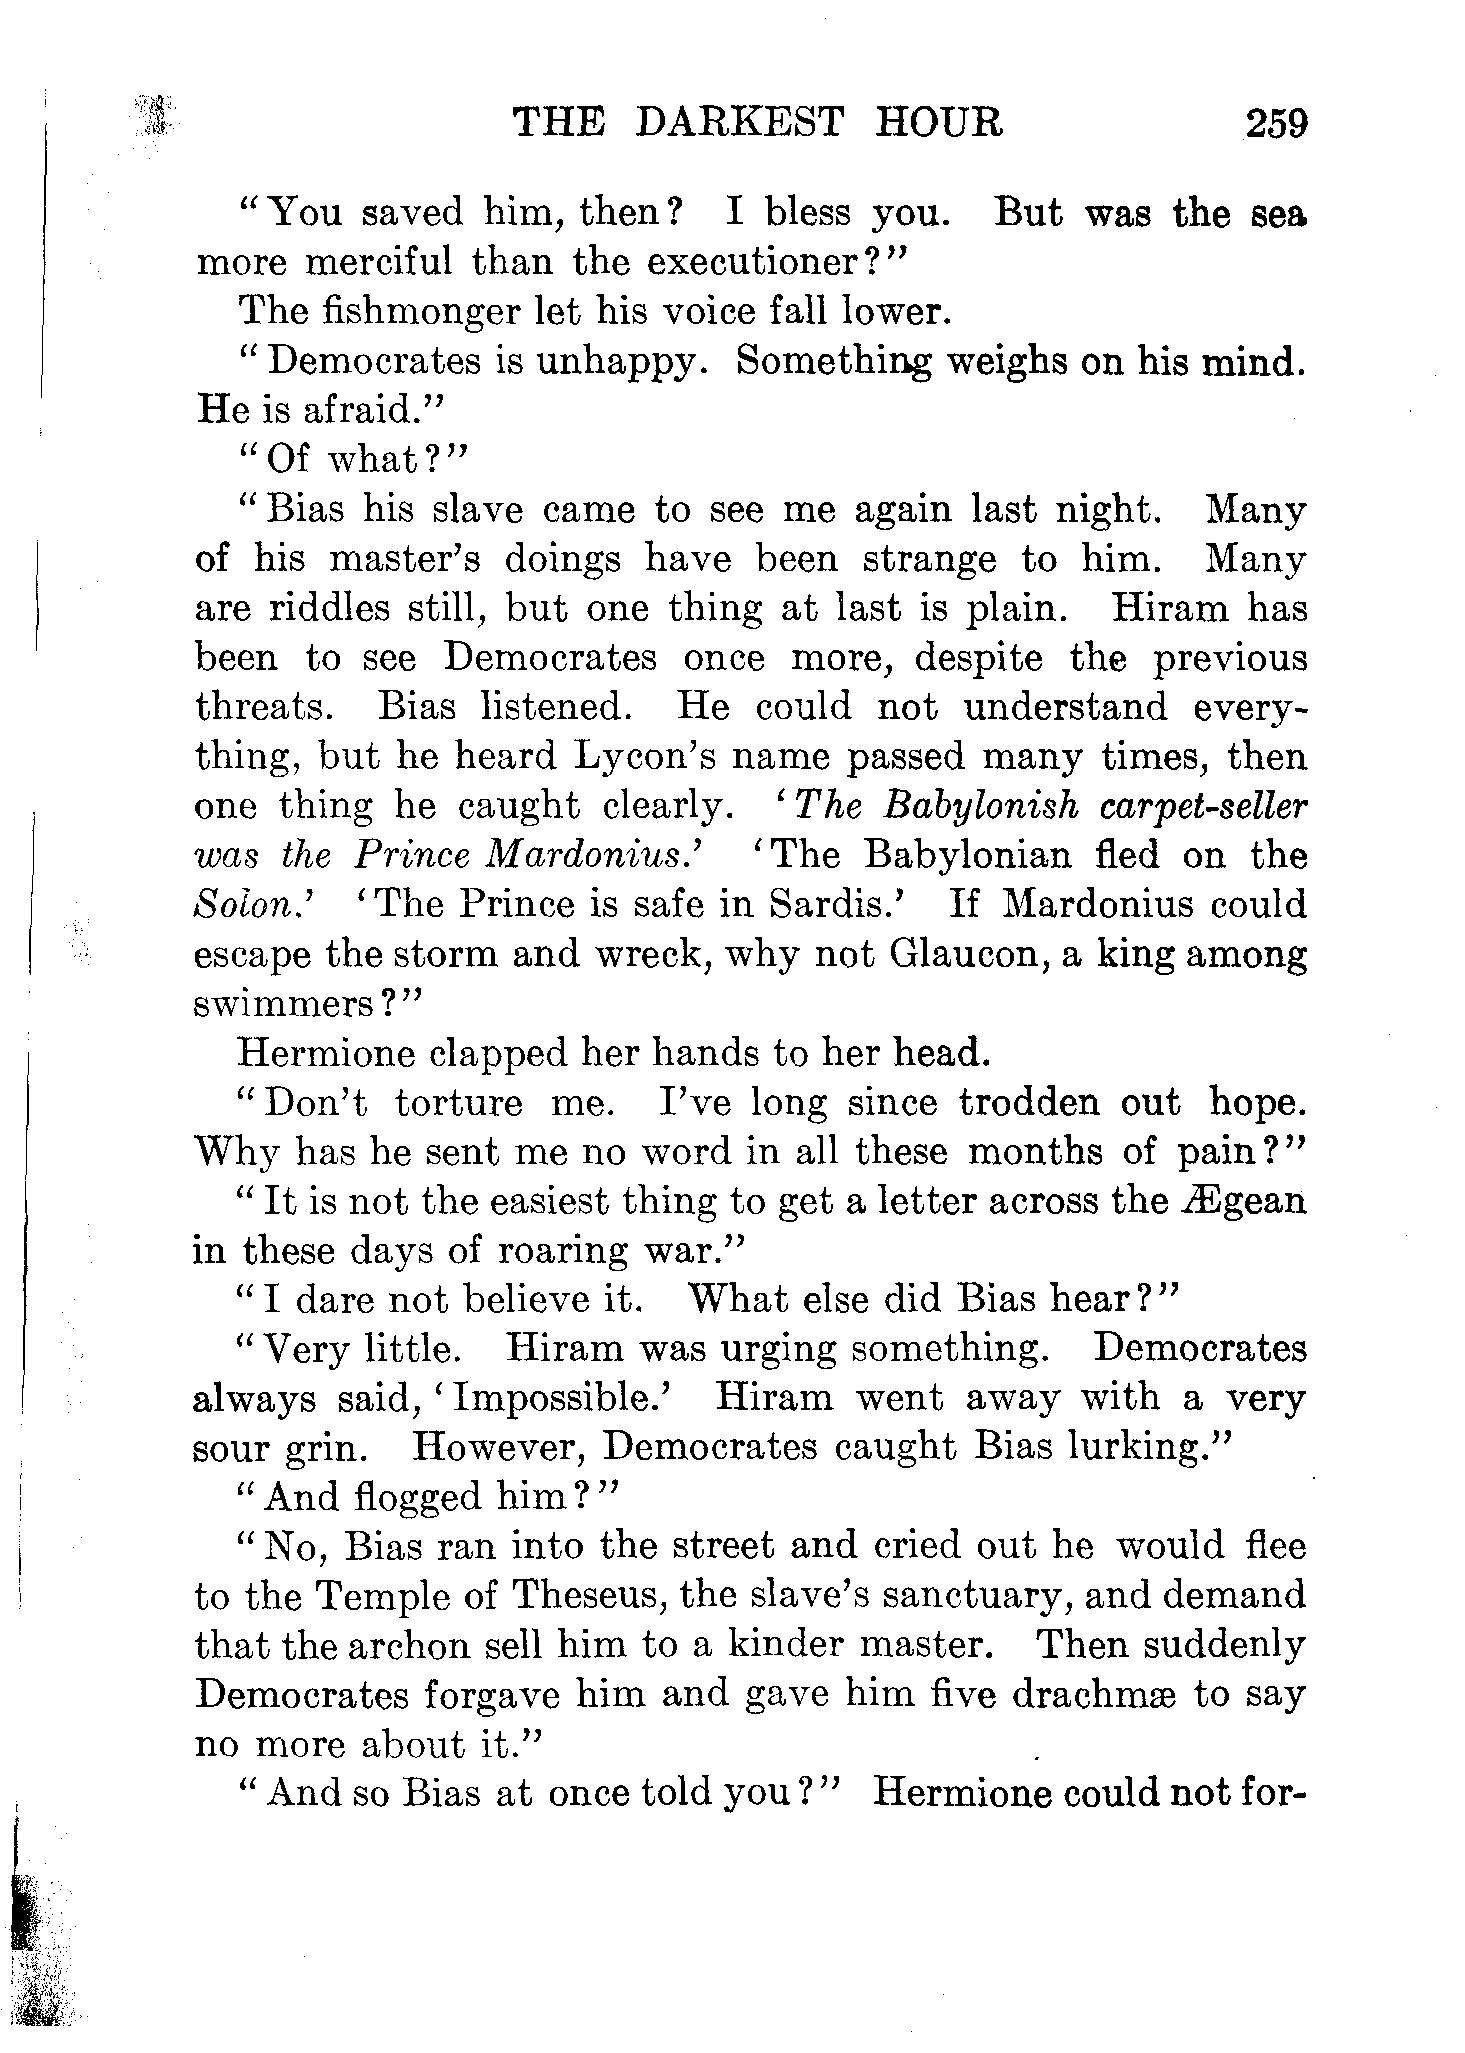 THE DARKEST HOUR 259
“You saved him, then? I bless you. But was the sea
more merciful than the executioner?”
The fishmonger let his voice fall lower.
“Democrates is unhappy. Something weighs on his mind.
He is afraid.”
“Of what?”
“Bias his slave came to see me again last night. Many
of his master’s doings have been strange to him. Many
are riddles still, but one thing at last is plain. Hiram has
been to see Democrates once more, despite the previous
threats. Bias listened. He could not understand every-
thing, but he heard Lycon’s name passed many times, then
one thing he caught clearly. ‘The Babylonish carpet-seller
was the Prince Mardonius.’ ‘The Babylonian fled on the
Solon.’ ‘The Prince is safe in Sardis.’ If Mardonius could
escape the storm and wreck, why not Glaucon, a king among
swimmers?”
Hermione clapped her hands to her head.
“Don’t torture me. I’ve long since trodden out hope.
Why has he sent me no word in all these months of pain?”
“It is not the easiest thing to get a letter across the Ægean
in these days of roaring war.”
“I dare not believe it. What else did Bias hear?”
“Very little. Hiram was urging something. Democrates
always said, ‘Impossible.’ Hiram went away with a very
sour grin. However, Democrates caught Bias lurking.”
“And flogged him?”
“No, Bias ran into the street and cried out he would flee
to the Temple of Theseus, the slave’s sanctuary, and demand
that the archon sell him to a kinder master. Then suddenly
Democrates forgave him and gave him five drachmæ to say
no more about it.”
“And so Bias at once told you?” Hermione could not for-